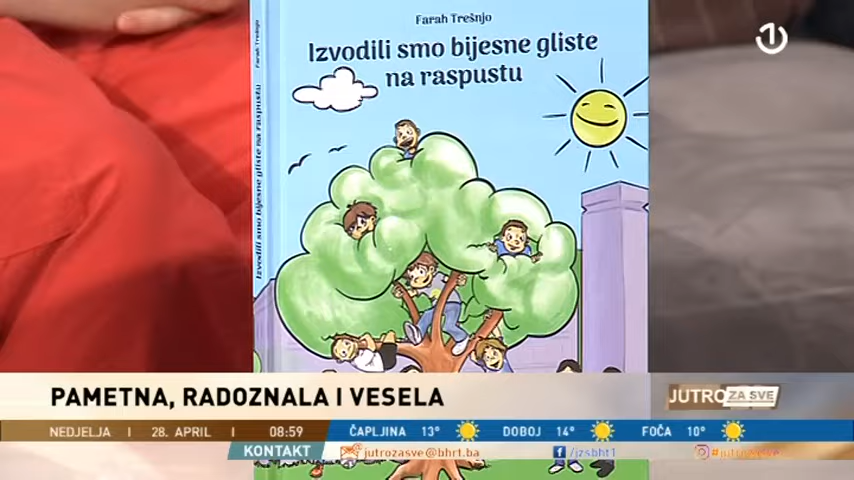 Farah Trešnjo
Izvodili smo bijesne gliste
na raspustu
Farah Trešnjo
Izvodili smo bijesne gliste na raspustu
1
PAMETNA, RADOZNALA I VESELA
JUTRO ZA SVE
NEDJELJA I 28. APRIL I 08:59
ČAPLJINA 13° DOBOJ 14° FOČA 10°
KONTAKT jutrozasve@bhrt.ba /jzsbht1 #jutrozasve